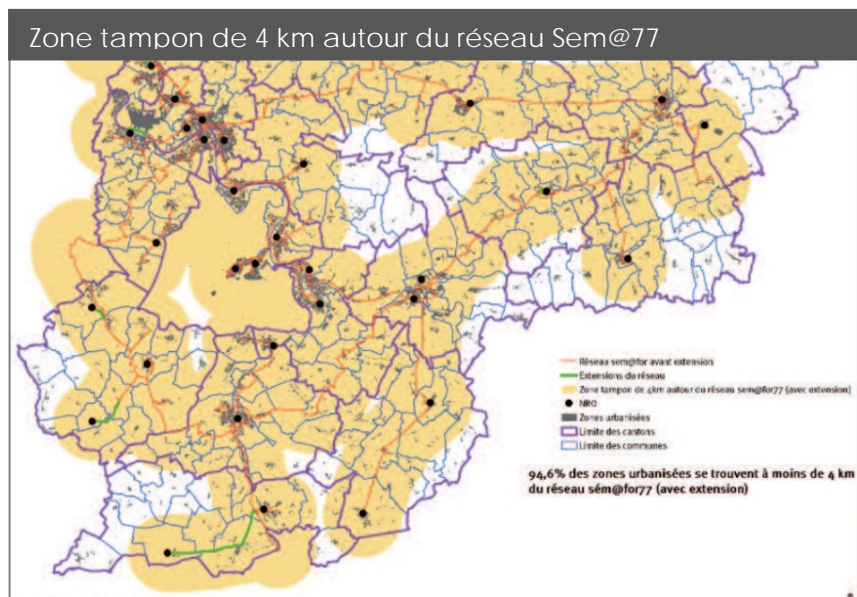 Zone tampon de 4 km autour du réseau Sem@77
Réseau sem@for avant extension
Extensions du réseau
Zone tampon de 4km autour du réseau sem@for77 (avec extension)
NRO
Zones urbanisées
Limite des cantons
Limite des communes
94,6% des zones urbanisées se trouvent à moins de 4 km
du réseau sém@for77 (avec extension)